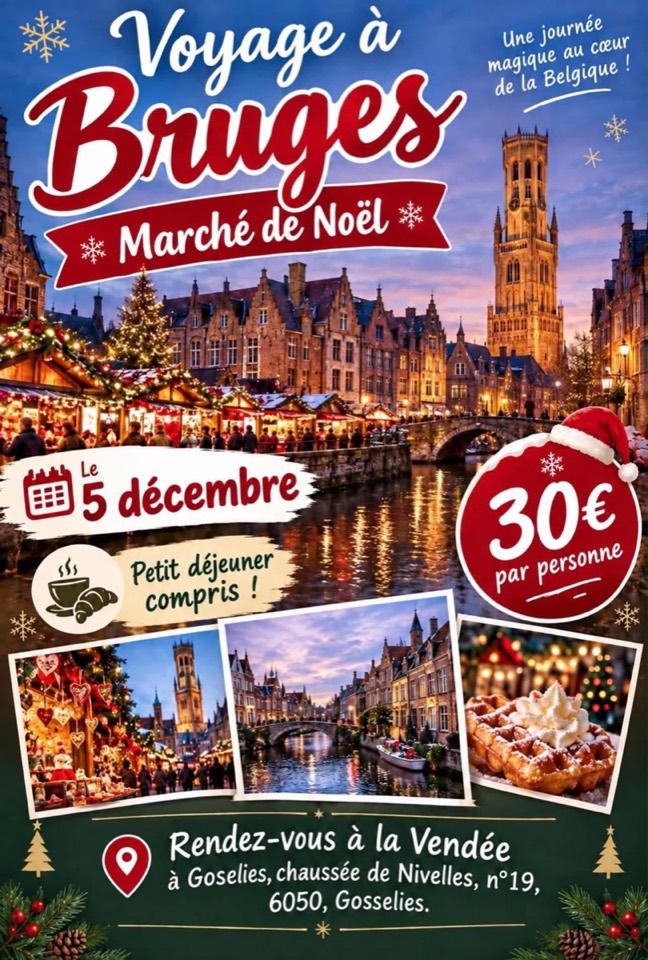 Voyage à
Bruges
Marché de Noël
Une journée
magique au cœur
de la Belgique !
Le
5 décembre
30€
par personne
Petit déjeuner
compris !
Rendez-vous à la Vendée
à Goselies, chaussée de Nivelles, n°19,
6050, Gosselies.